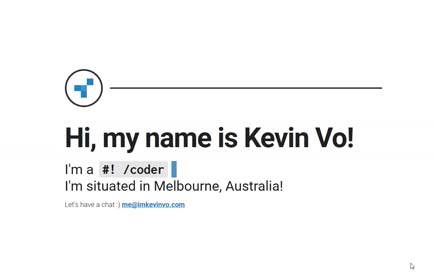 Hi, my name is Kevin Vo!
I'm a #! /coder
I'm situated in Melbourne, Australia!
Let's have a chat :) me@imkevinvo.com